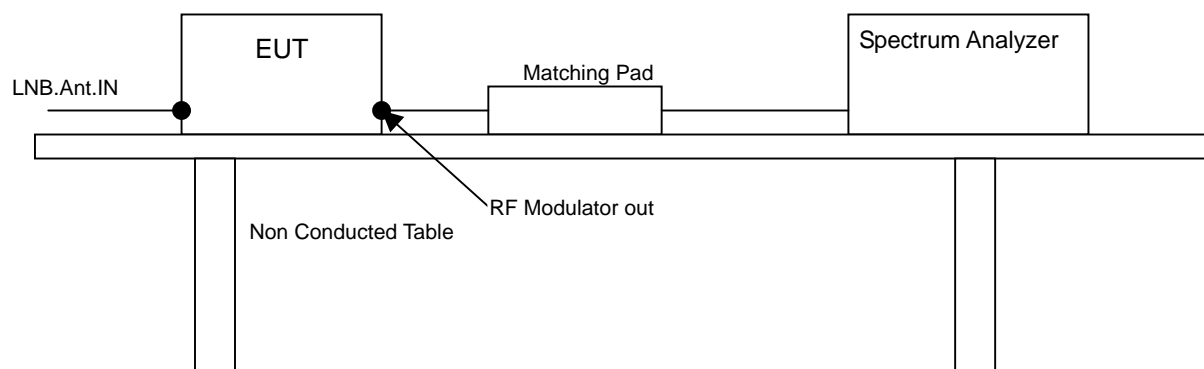 EUT
Spectrum Analyzer
Matching Pad
LNB.Ant.IN
RF Modulator out
Non Conducted Table